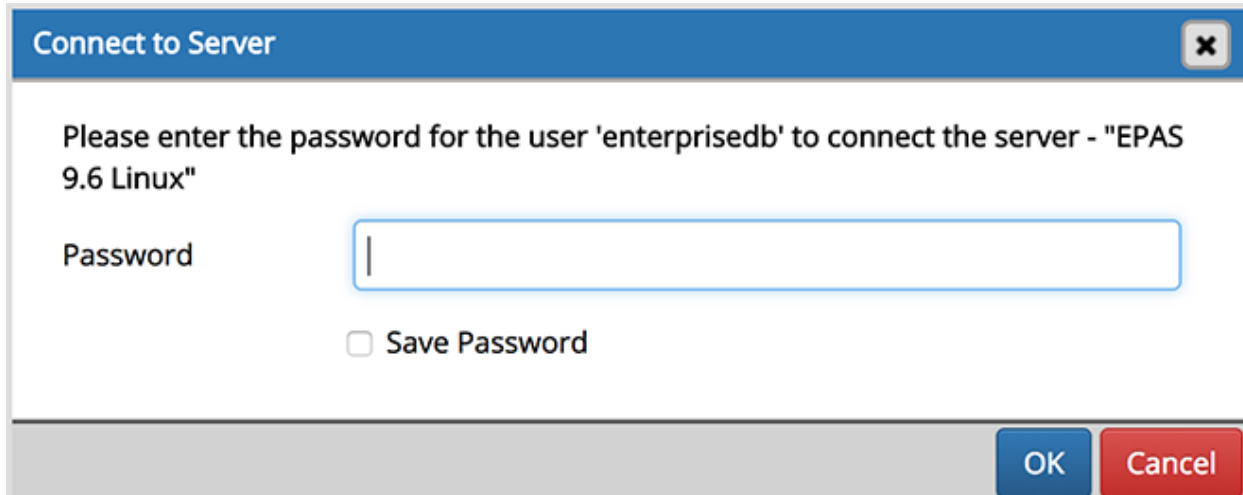 Connect to Server
Please enter the password for the user 'enterprisedb' to connect the server - "EPAS
9.6 Linux"
Password
Save Password
OK Cancel